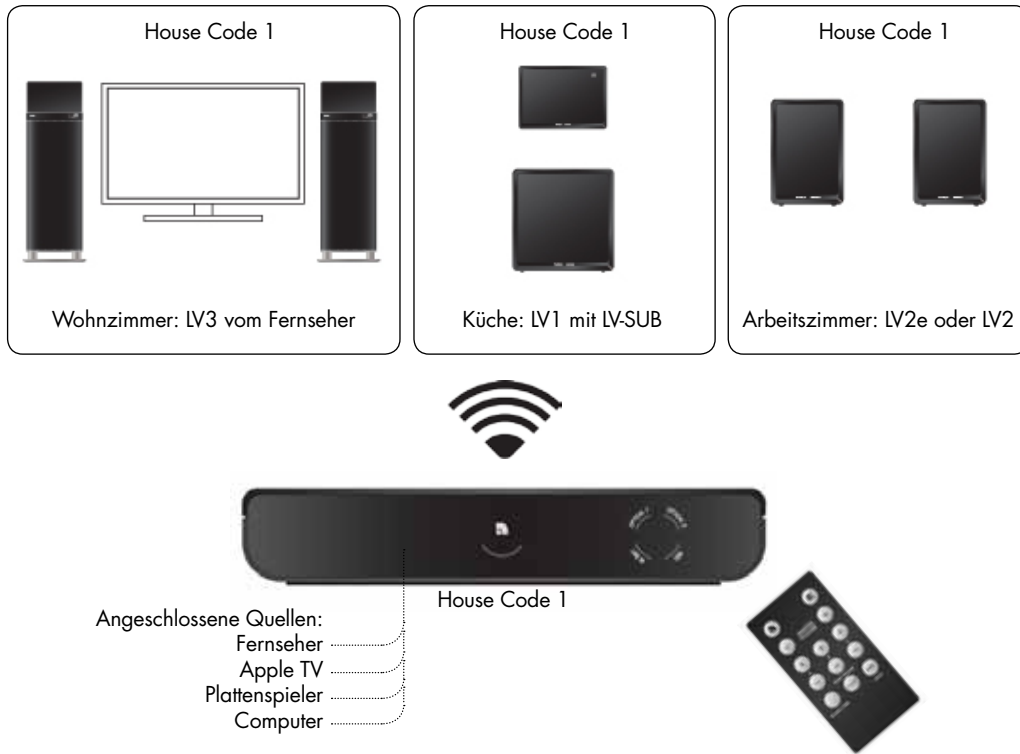 House Code 1
House Code 1
House Code 1
Wohnzimmer: LV3 vom Fernseher
Küche: LV1 mit LV-SUB
Arbeitszimmer: LV2e oder LV2
House Code 1
Angeschlossene Quellen:
Fernseher
Apple TV
Plattenspieler
Computer